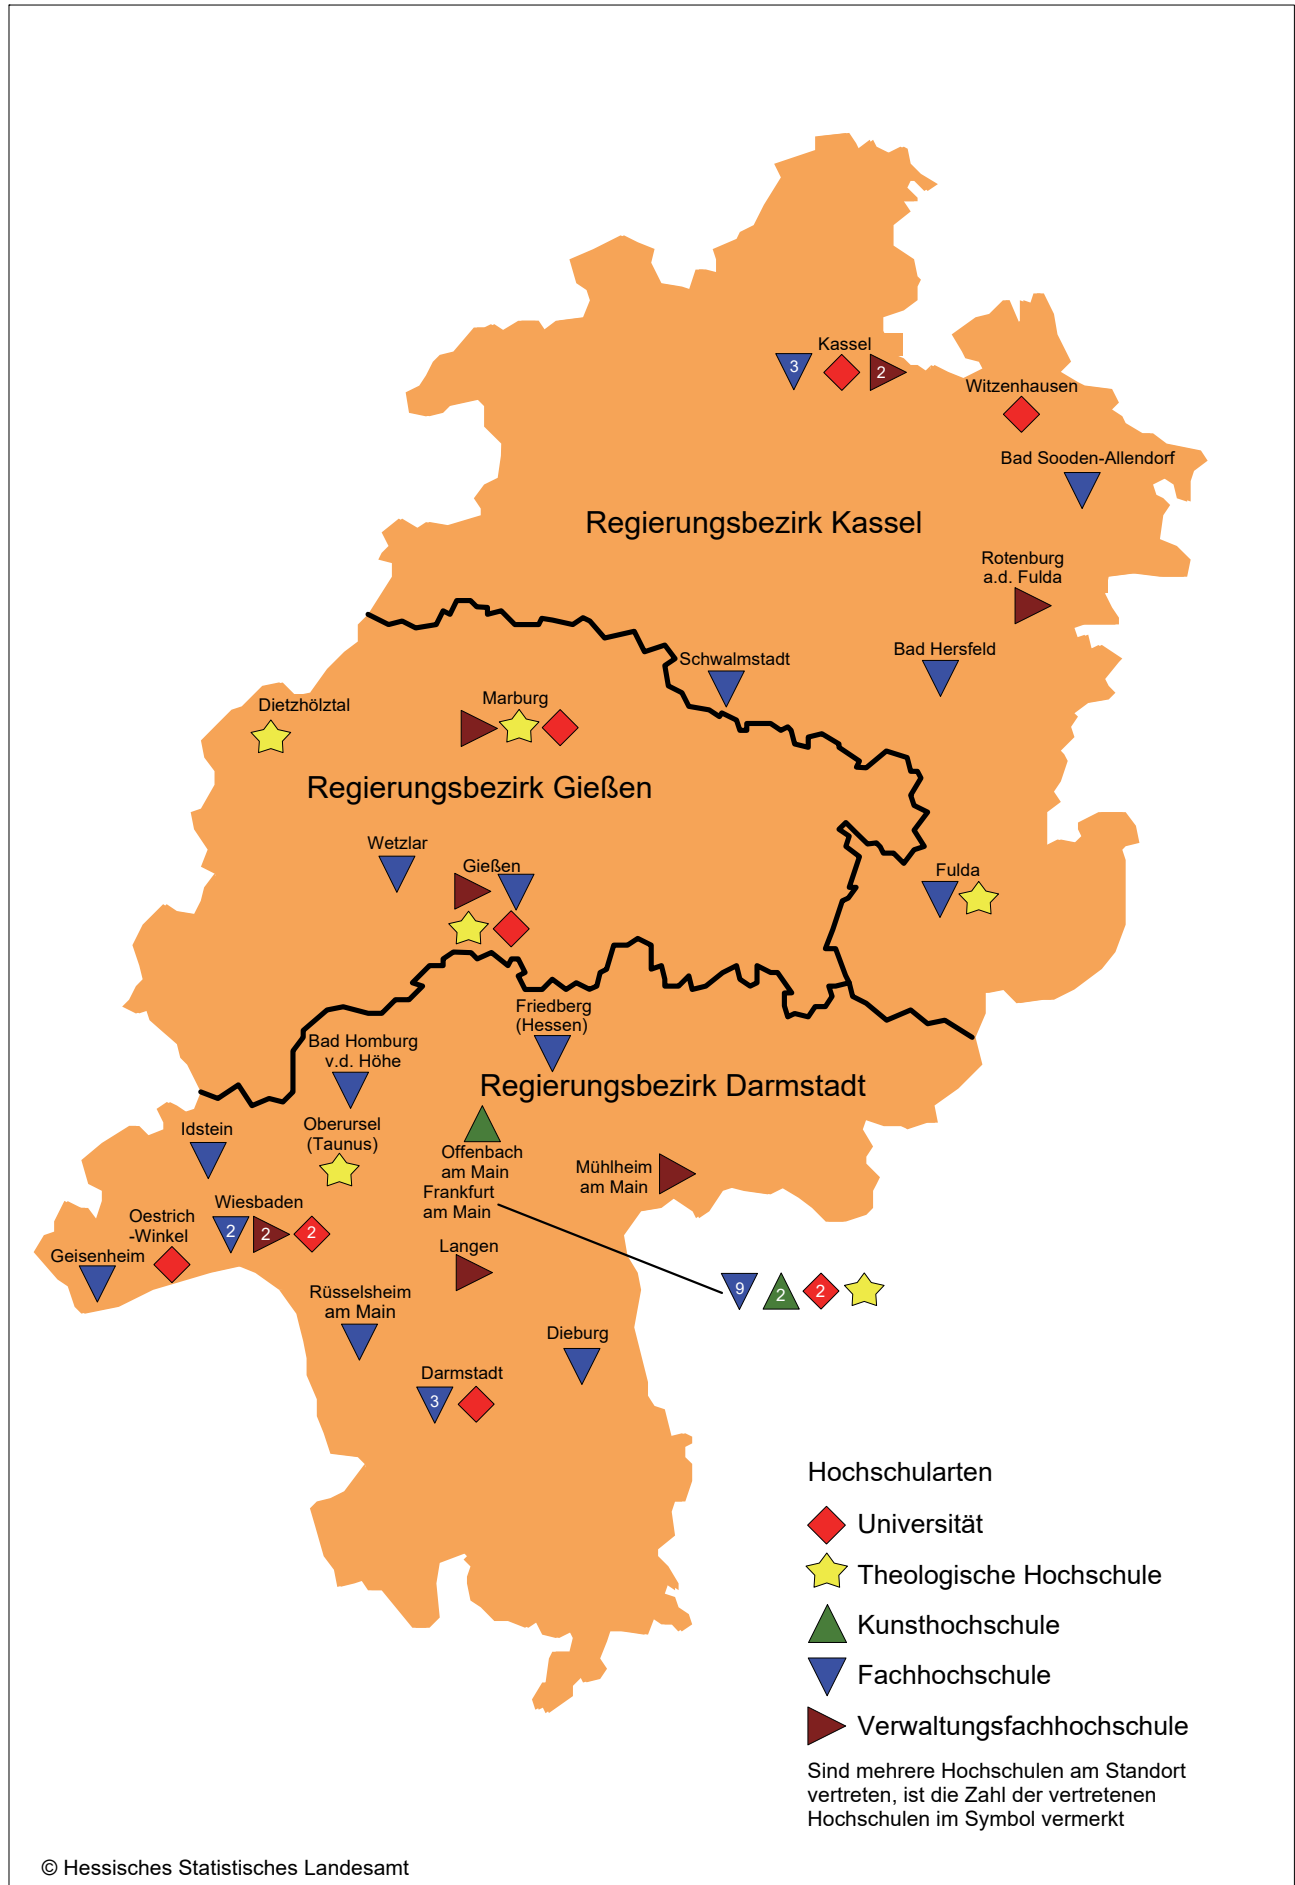 Kassel
3
2
Witzenhausen
Bad Sooden-Allendorf
Regierungsbezirk Kassel
Rotenburg
a.d. Fulda
Bad Hersfeld
Schwalmstadt
Marburg
Dietzhölztal
Regierungsbezirk Gießen
Wetzlar
Gießen
Fulda
Friedberg
(Hessen)
Bad Homburg
v.d. Höhe
Regierungsbezirk Darmstadt
Oberursel
(Taunus)
Idstein
Offenbach
am Main
Mühlheim
am Main
Frankfurt
am Main
9
2
2
Wiesbaden
2
2
2
Oestrich
-Winkel
Geisenheim
Langen
Rüsselsheim
am Main
Dieburg
Darmstadt
3
Hochschularten
Universität
Theologische Hochschule
Kunsthochschule
Fachhochschule
Verwaltungsfachhochschule
Sind mehrere Hochschulen am Standort
vertreten, ist die Zahl der vertretenen
Hochschulen im Symbol vermerkt
© Hessisches Statistisches Landesamt